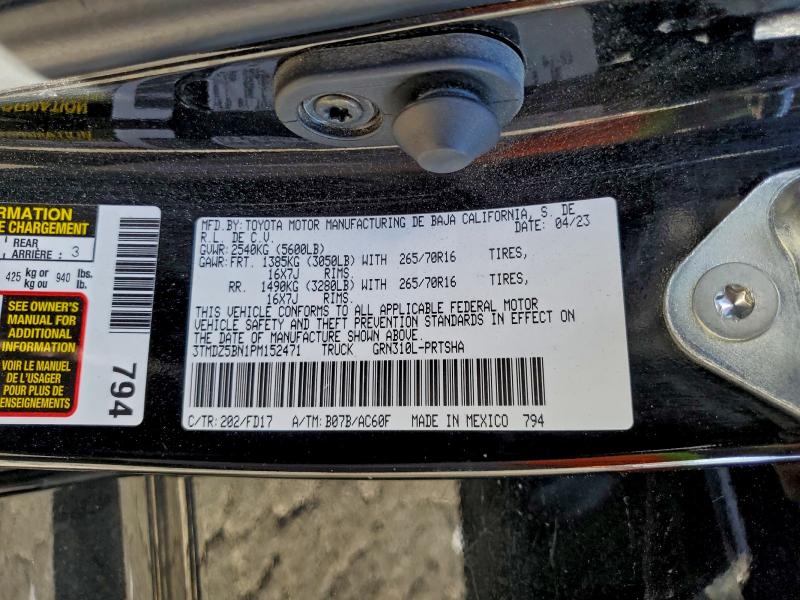 RMATION
E CHARGEMENT
REAR
ARRIÈRE : 3
425 kg or kg ou 940 lbs. lb.
SEE OWNER'S
MANUAL FOR
ADDITIONAL
INFORMATION
VOIR LE MANUEL
DE L'USAGER
POUR PLUS DE
RENSEIGNEMENTS
794
MFD.BY:TOYOTA MOTOR MANUFACTURING DE BAJA CALIFORNIA, S. DE
R.L. DE C.V. DATE: 04/23
GVWR:2540KG (5600LB)
GAWR:FRT. 1385KG (3050LB) WITH 265/70R16 TIRES,
16X7J RIMS.
RR. 1490KG (3280LB) WITH 265/70R16 TIRES,
16X7J RIMS.
THIS VEHICLE CONFORMS TO ALL APPLICABLE FEDERAL MOTOR
VEHICLE SAFETY AND THEFT PREVENTION STANDARDS IN EFFECT ON
THE DATE OF MANUFACTURE SHOWN ABOVE.
3TMDZ5BN1PM152471 TRUCK GRN310L-PRTSHA
C/TR:202/FD17 A/TM:B07B/AC60F MADE IN MEXICO 794